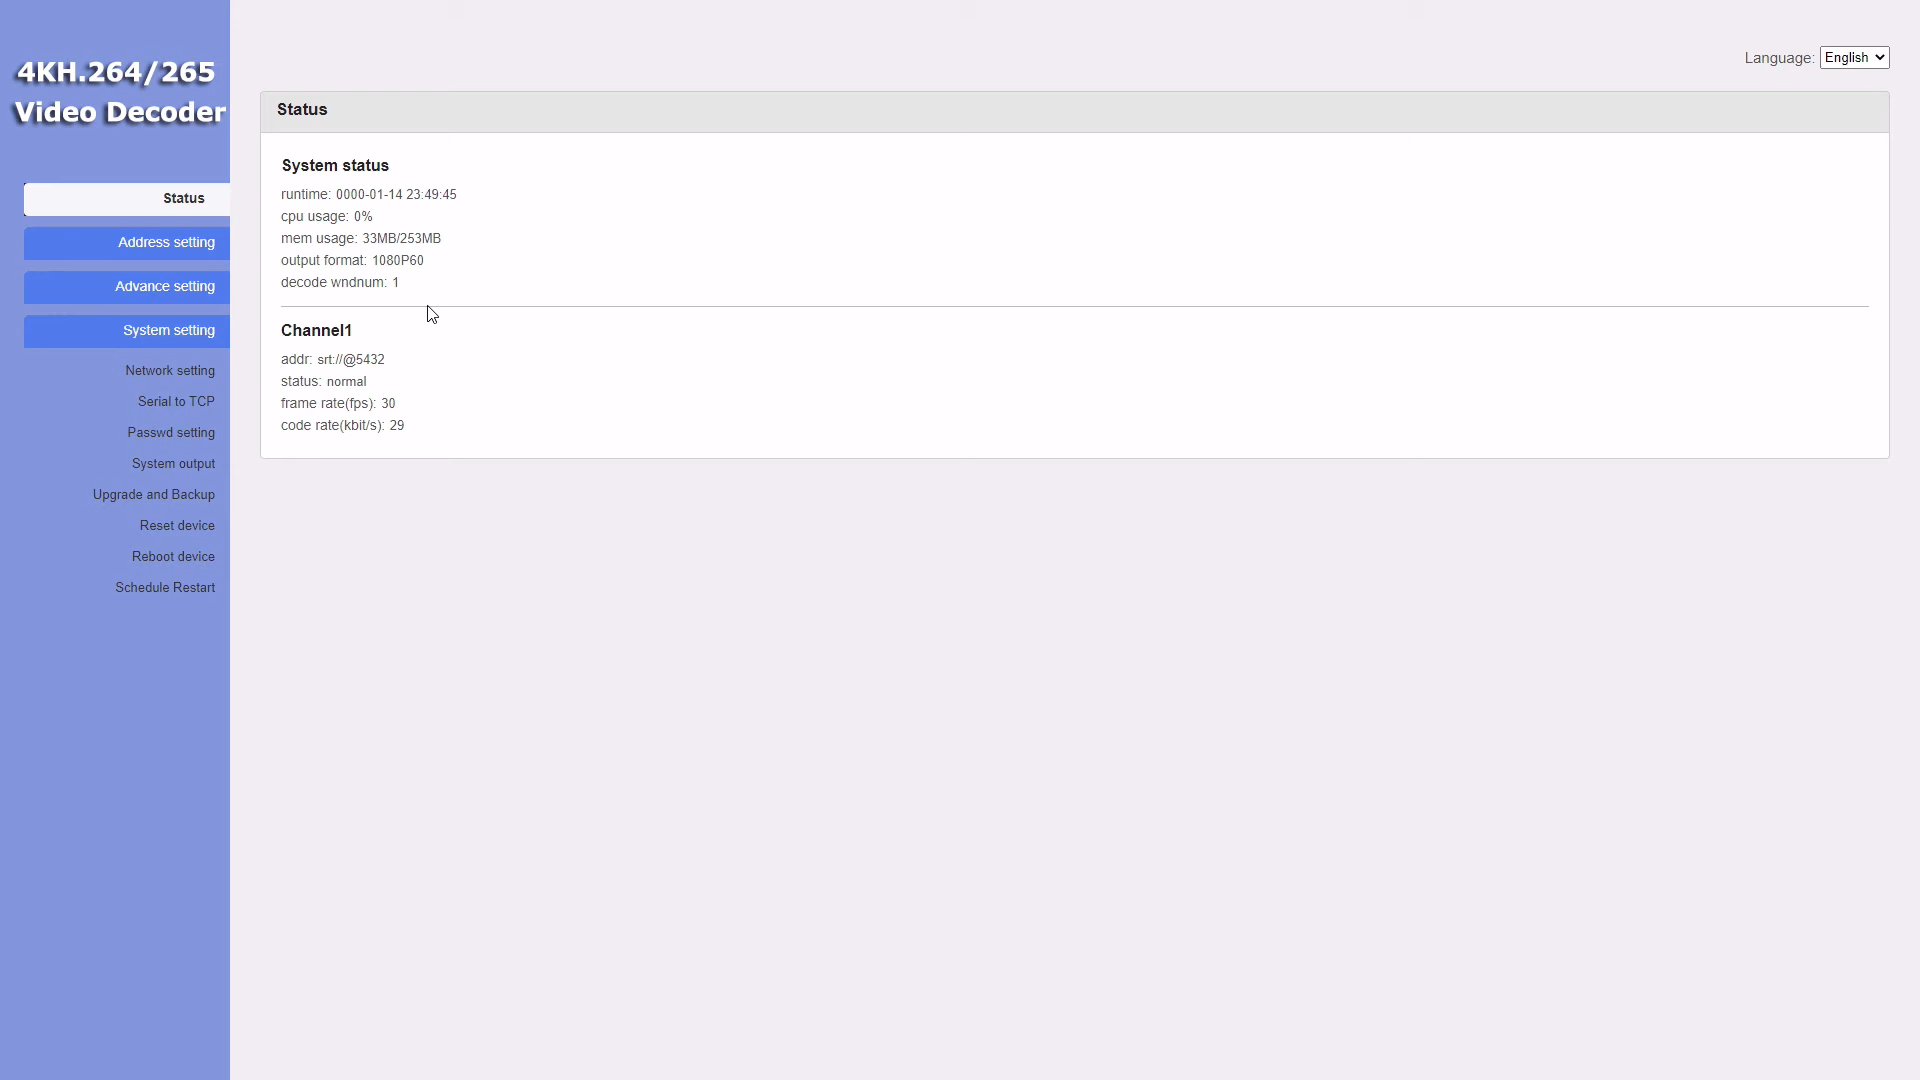 4KH.264/265
Video Decoder
Language: English
Status
Address setting
Advance setting
System setting
Network setting
Serial to TCP
Passwd setting
System output
Upgrade and Backup
Reset device
Reboot device
Schedule Restart
Status
System status
runtime: 0000-01-14 23:49:45
cpu usage: 0%
mem usage: 33MB/253MB
output format: 1080P60
decode wndnum: 1
Channel1
addr: srt://@5432
status: normal
frame rate(fps): 30
code rate(kbit/s): 29